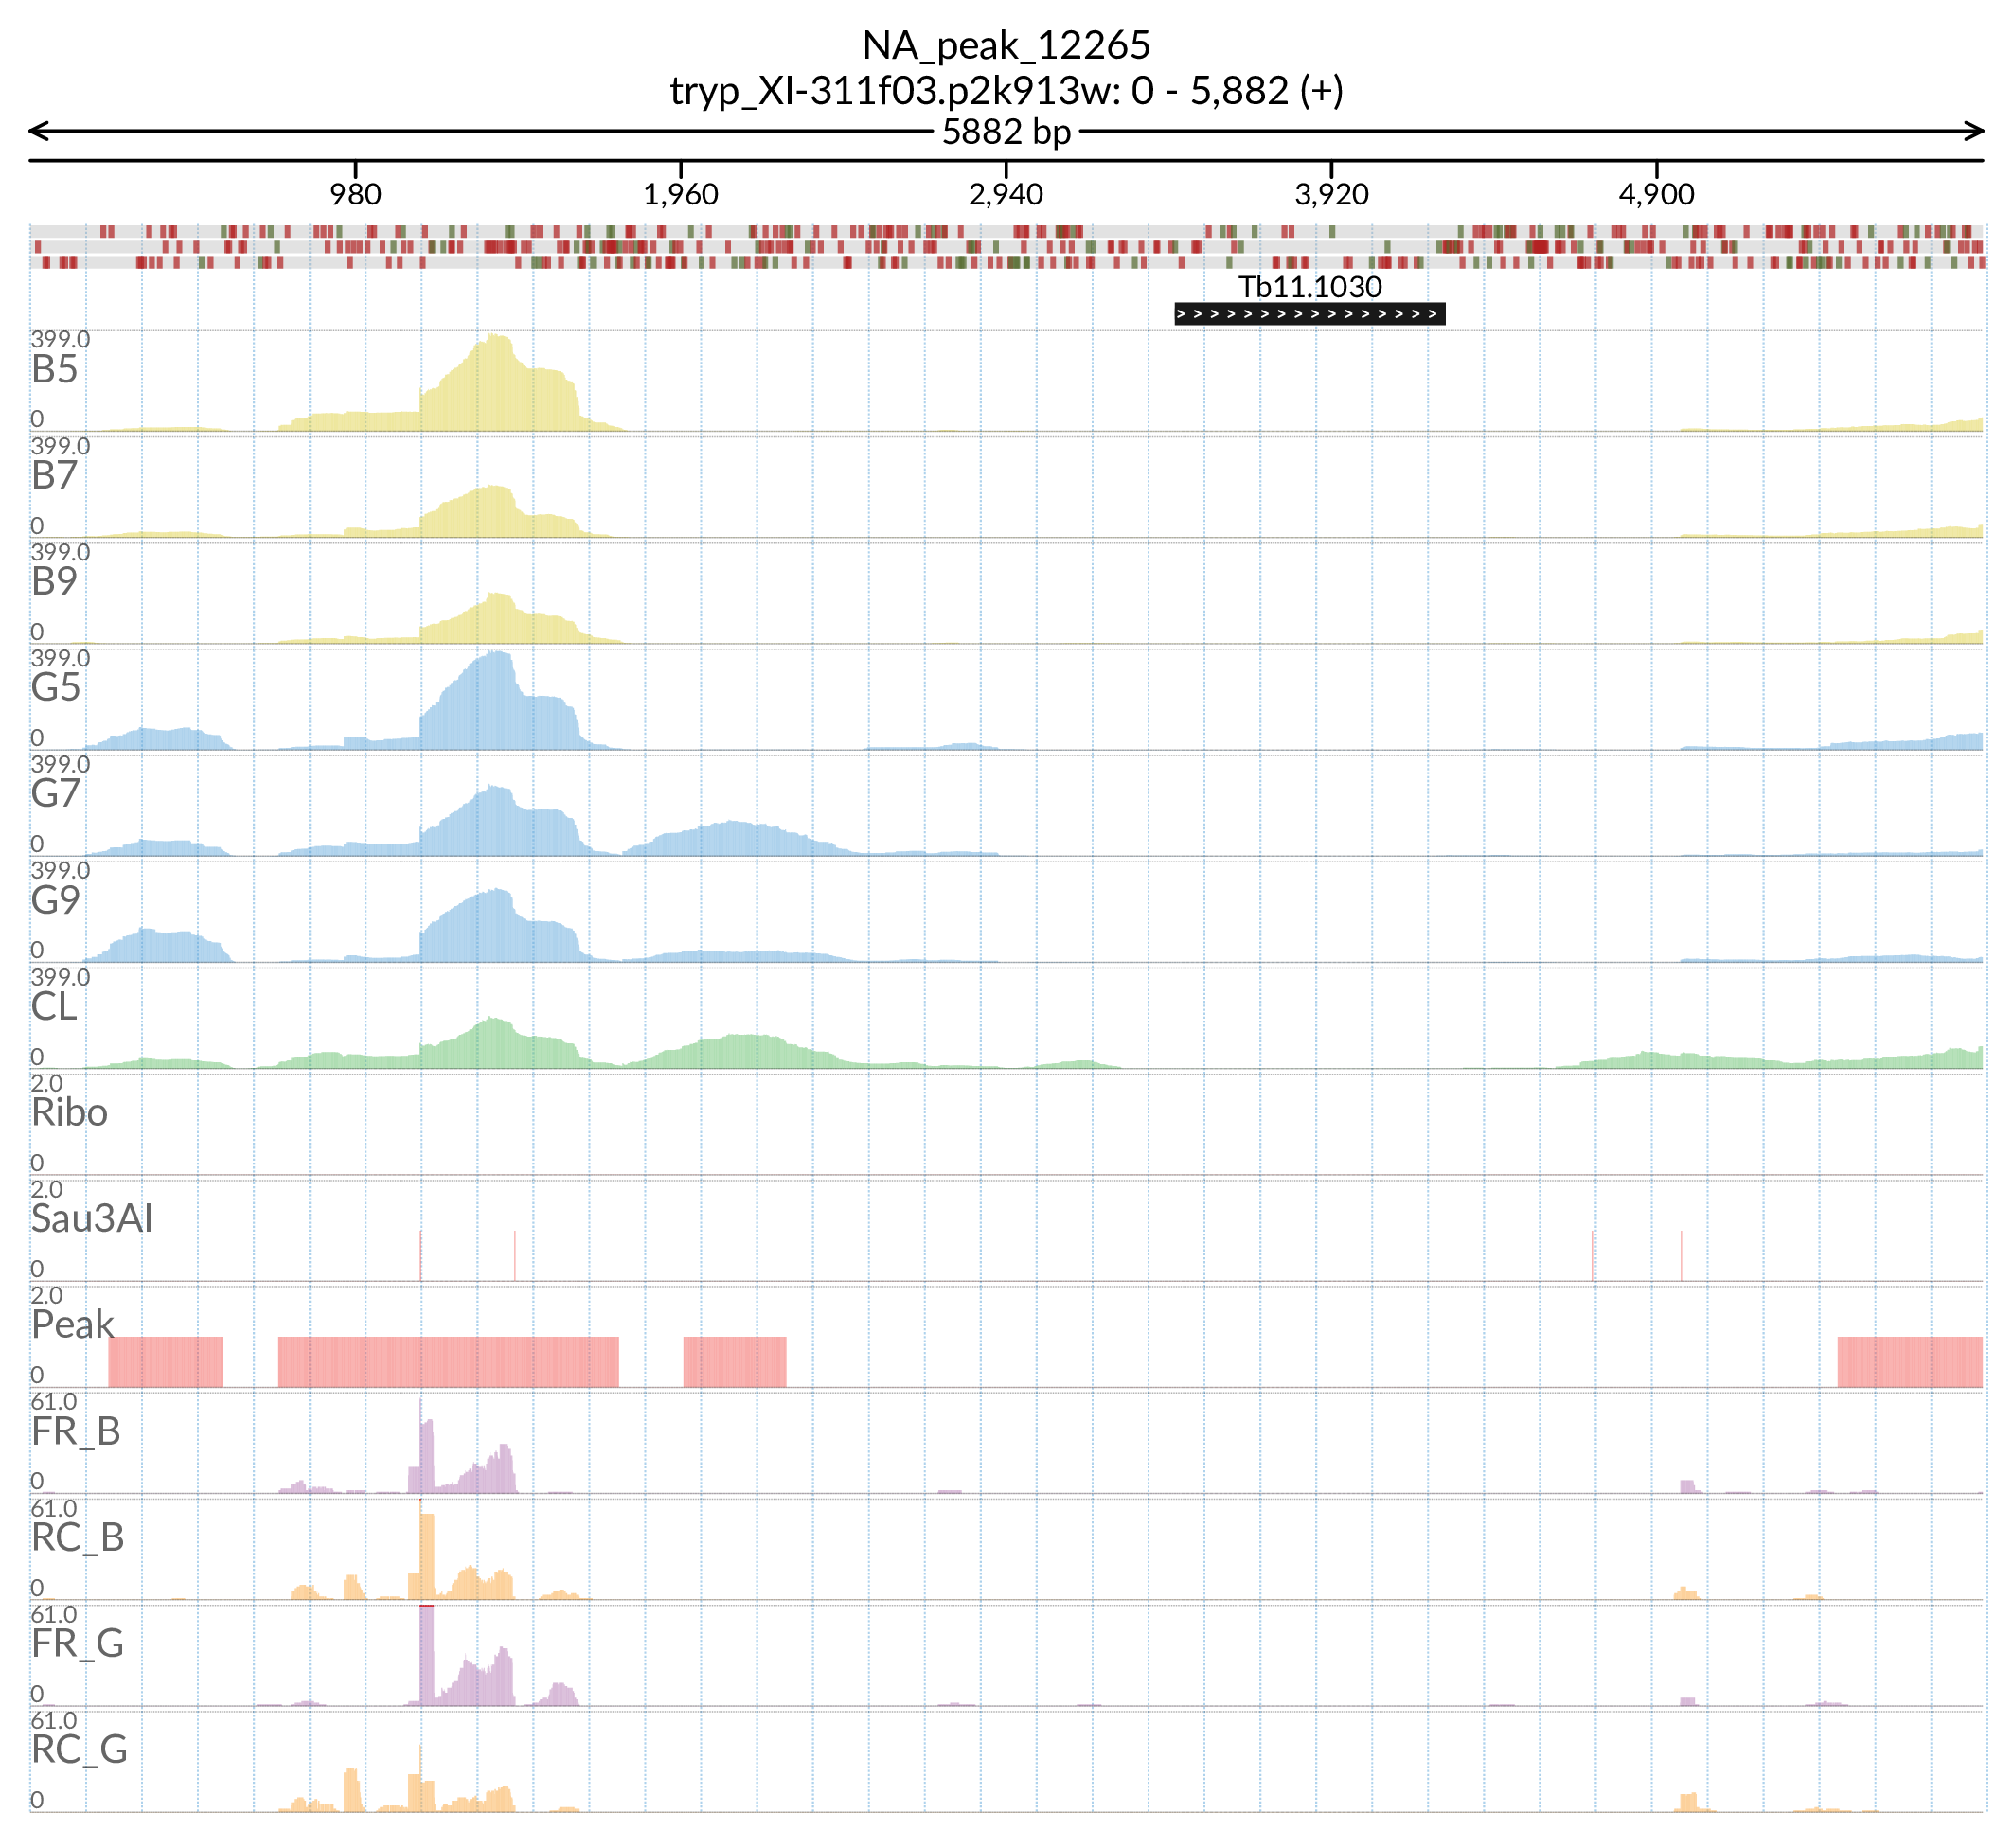 NA_peak_12265
tryp_XI-311f03.p2k913w: 0 - 5,882 (+)
5882 bp
980 1,960 2,940 3,920 4,900
Tb11.1030
> > > > > > > > > > > > > > > >
399.0
B5
0
399.0
B7
0
399.0
B9
0
399.0
G5
0
399.0
G7
0
399.0
G9
0
399.0
CL
0
2.0
Ribo
0
2.0
Sau3AI
0
2.0
Peak
0
61.0
FR_B
0
61.0
RC_B
0
61.0
FR_G
0
61.0
RC_G
0